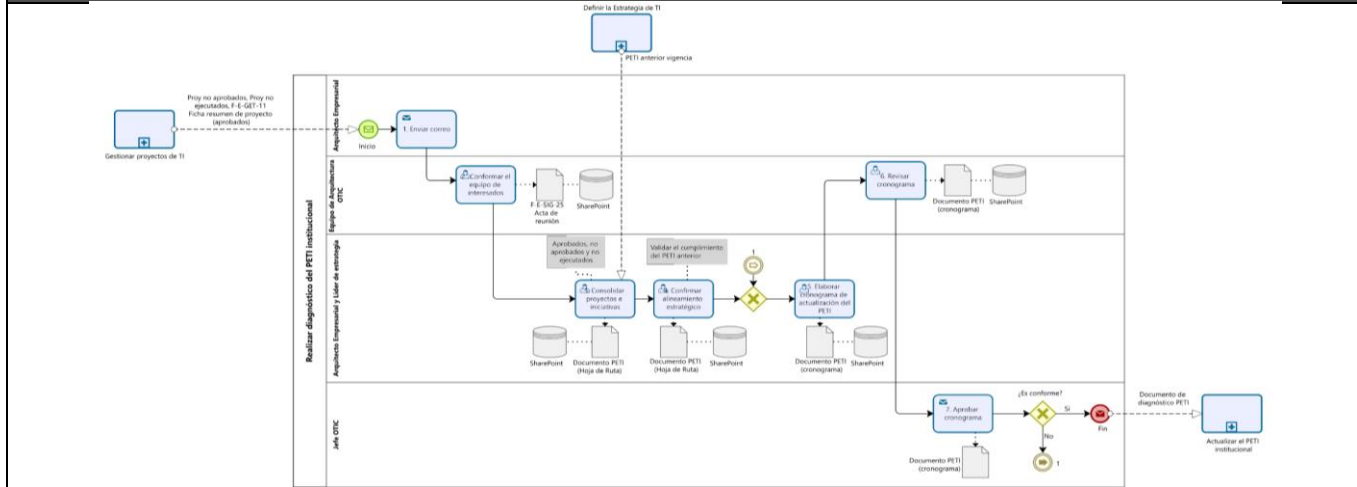 Definir la Estrategia de TI
PETI anterior vigencia
Proy no aprobados, Proy no
ejecutados, F-E-GET-11
Ficha resumen de proyecto
(aprobados)
Gestionar proyectos de TI
Realizar diagnóstico del PETI institucional
Arquitecto Empresarial
Inicio
1. Enviar correo
Equipo de Arquitectura
OTIC
Conformar el
equipo de
interesados
F-E-SIG-25
Acta de
reunión
SharePoint
6. Revisar
cronograma
Documento PETI
(cronograma)
SharePoint
Arquitecto Empresarial y Líder de estrategia
Aprobados, no
aprobados y no
ejecutados
Validar el cumplimiento
del PETI anterior
1
Consolidar
proyectos e
iniciativas
Confirmar
alineamiento
estratégico
5. Elaborar
cronograma de
actualización del
PETI
SharePoint
Documento PETI
(Hoja de Ruta)
Documento PETI
(Hoja de Ruta)
SharePoint
Documento PETI
(cronograma)
SharePoint
Jefe OTIC
7. Aprobar
cronograma
¿Es conforme?
Si
No
1
Fin
Documento PETI
(cronograma)
Documento de
diagnóstico PETI
Actualizar el PETI
institucional